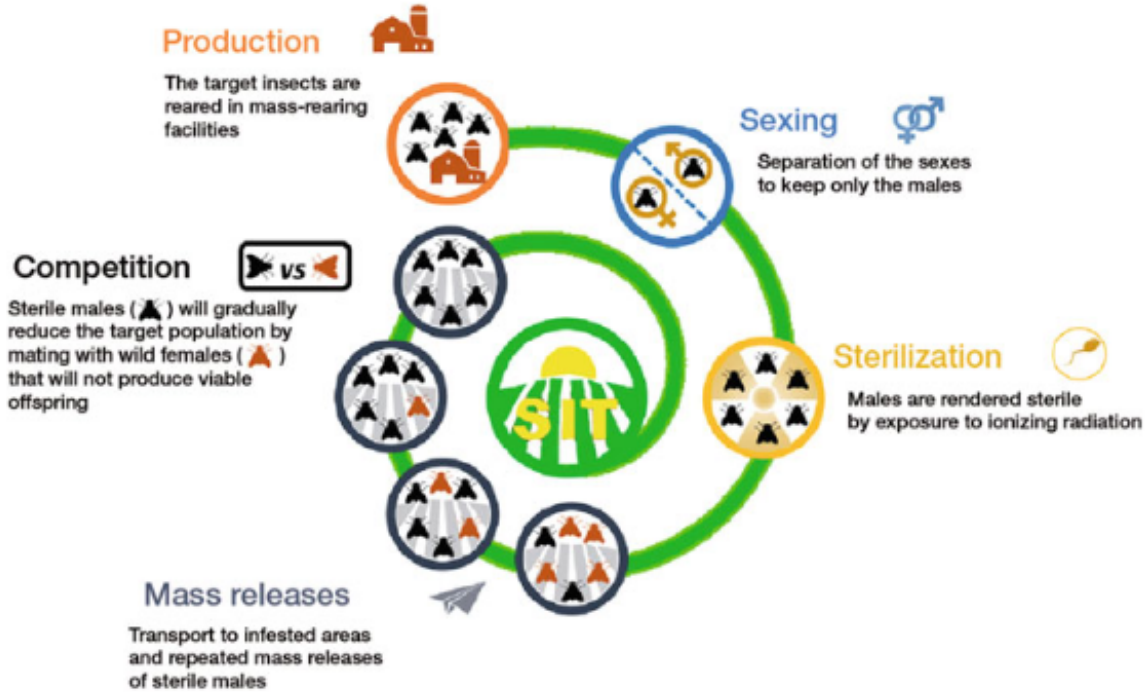 Production
The target insects are
reared in mass-rearing
facilities
Sexing
Separation of the sexes
to keep only the males
Sterilization
Males are rendered sterile
by exposure to ionizing radiation
Mass releases
Transport to infested areas
and repeated mass releases
of sterile males
Competition
vs
Sterile males ( ) will gradually
reduce the target population by
mating with wild females ( )
that will not produce viable
offspring
SIT